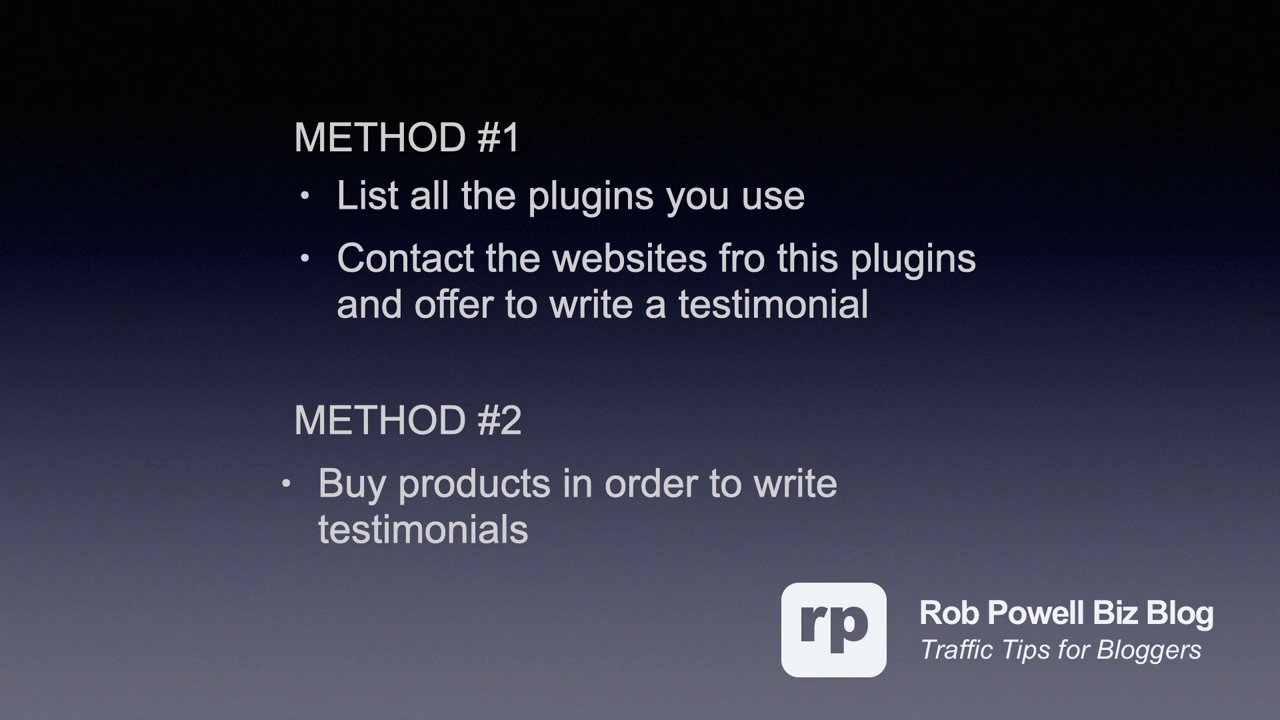 METHOD #1
• List all the plugins you use
• Contact the websites fro this plugins
and offer to write a testimonial
METHOD #2
• Buy products in order to write
testimonials
rp
Rob Powell Biz Blog
Traffic Tips for Bloggers